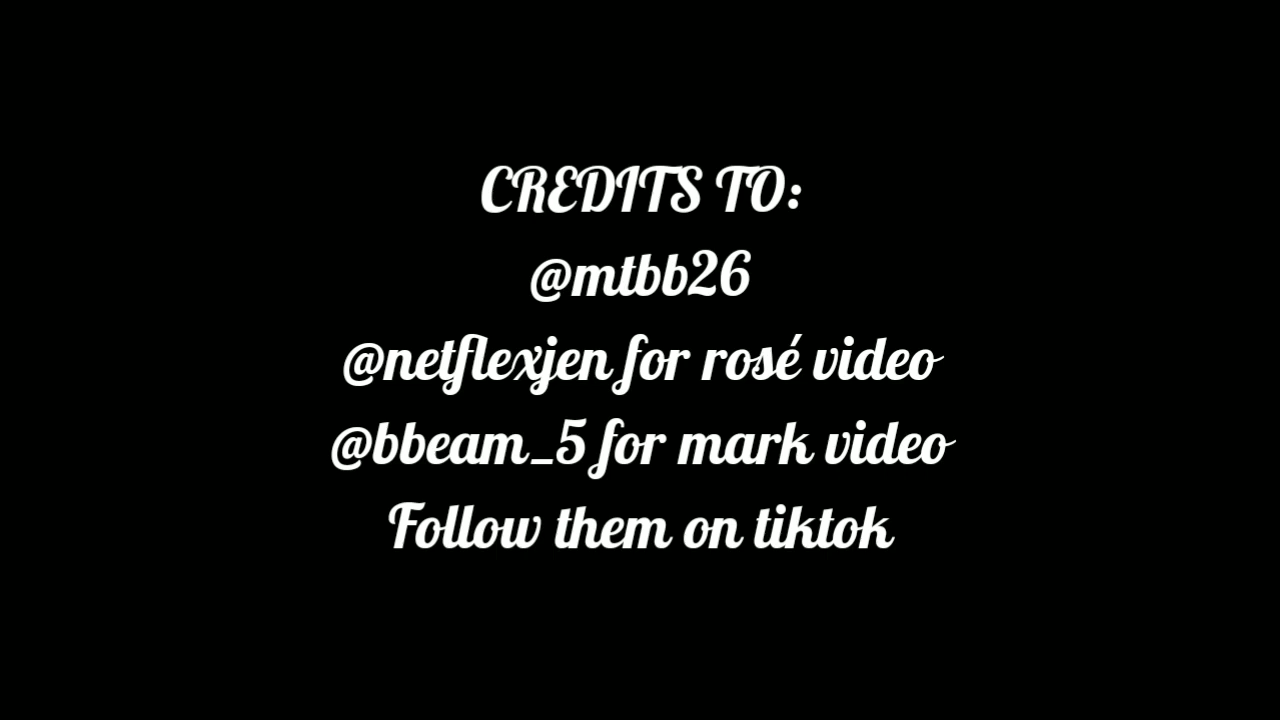 CREDITS TO:
@mtbb26
@netflexjen for rosé video
@bbeam_5 for mark video
Follow them on tiktok